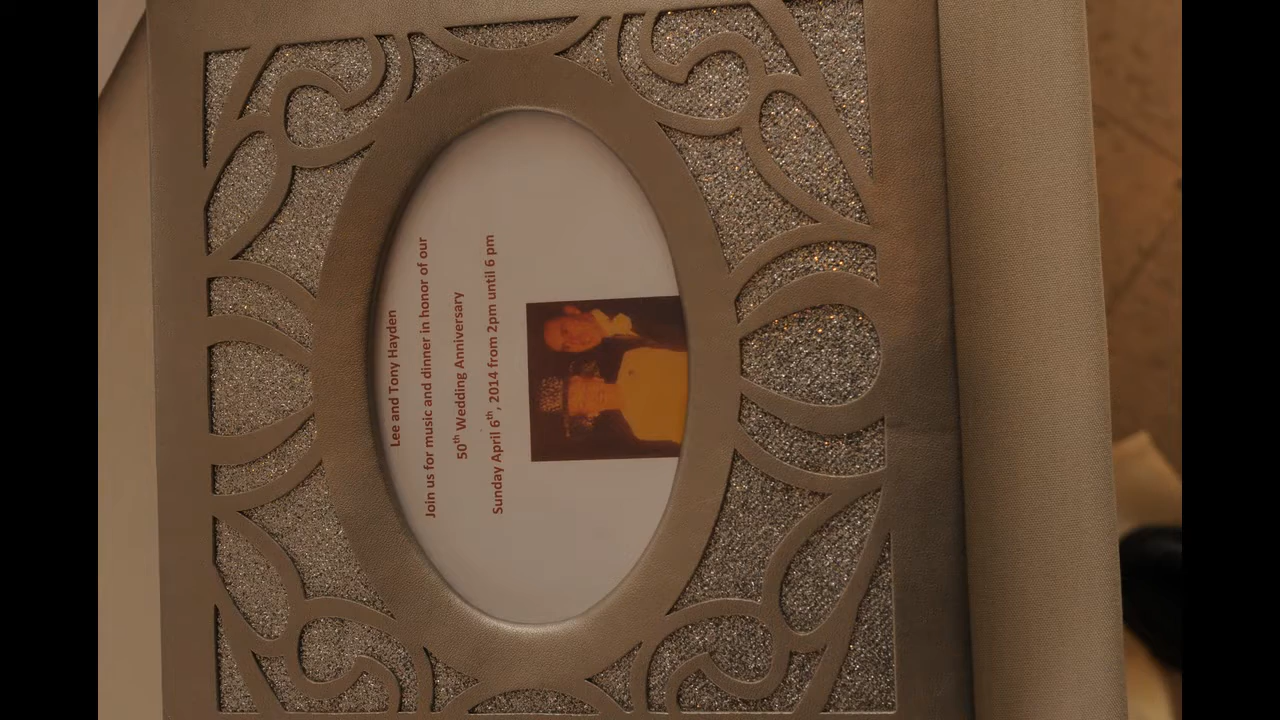 Lee and Tony Hayden
Join us for music and dinner in honor of our
50th Wedding Anniversary
Sunday April 6th, 2014 from 2pm until 6 pm